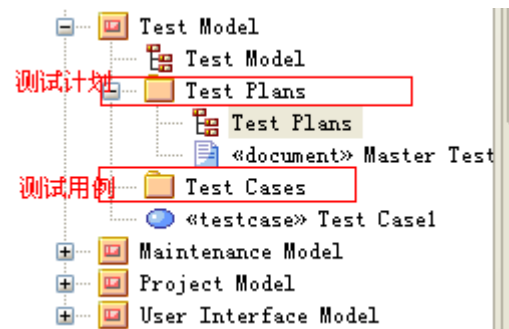 Test Model
Test Model
测试计划 Test Plans
Test Plans
«document» Master Test
测试用例 Test Cases
«testcase» Test Case1
Maintenance Model
Project Model
User Interface Model